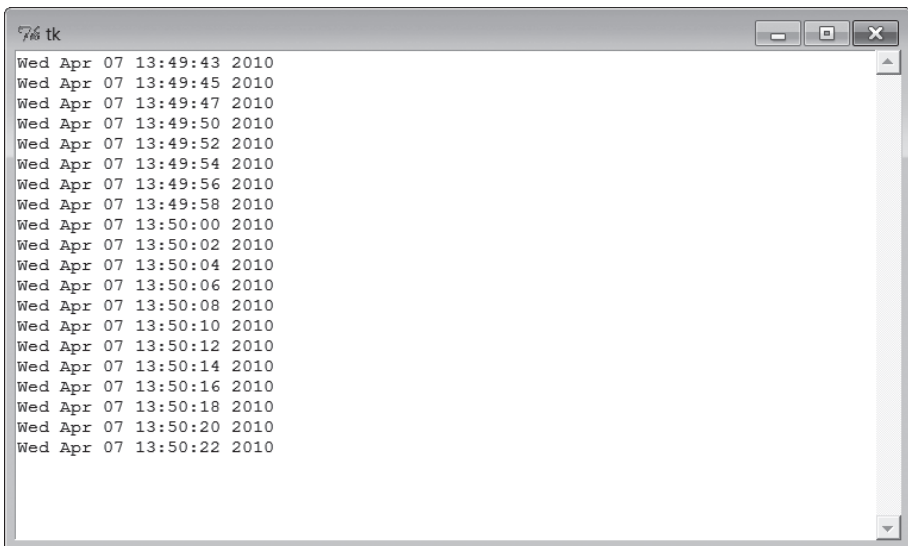 tk
Wed Apr 07 13:49:43 2010
Wed Apr 07 13:49:45 2010
Wed Apr 07 13:49:47 2010
Wed Apr 07 13:49:50 2010
Wed Apr 07 13:49:52 2010
Wed Apr 07 13:49:54 2010
Wed Apr 07 13:49:56 2010
Wed Apr 07 13:49:58 2010
Wed Apr 07 13:50:00 2010
Wed Apr 07 13:50:02 2010
Wed Apr 07 13:50:04 2010
Wed Apr 07 13:50:06 2010
Wed Apr 07 13:50:08 2010
Wed Apr 07 13:50:10 2010
Wed Apr 07 13:50:12 2010
Wed Apr 07 13:50:14 2010
Wed Apr 07 13:50:16 2010
Wed Apr 07 13:50:18 2010
Wed Apr 07 13:50:20 2010
Wed Apr 07 13:50:22 2010